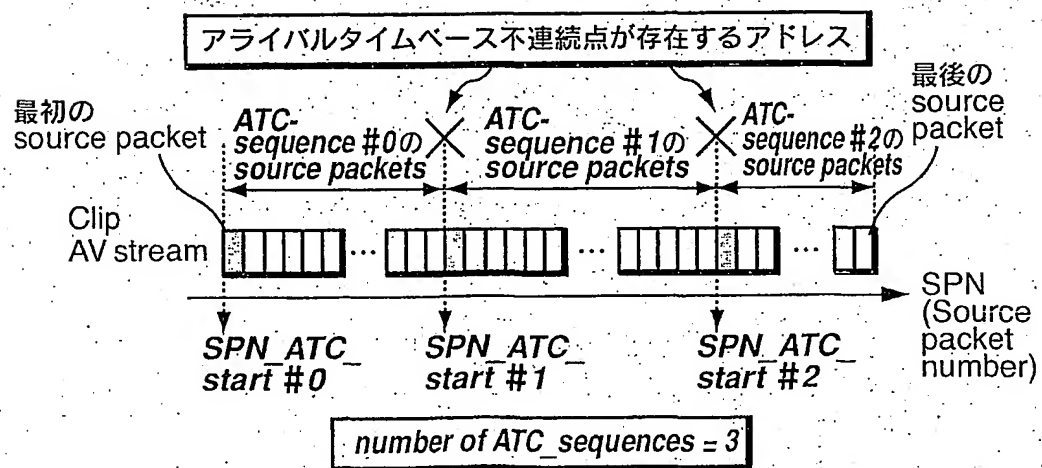 アライバルタイムベース不連続点が存在するアドレス
最初の
source packet
ATC-
sequence #0の
source packets
ATC-
sequence #1の
source packets
ATC-
sequence #2の
source packets
最後の
source
packet
Clip
AV stream
...
...
...
SPN
(Source
packet
number)
SPN_ATC_
start #0
SPN_ATC_
start #1
SPN_ATC_
start #2
number of ATC_sequences = 3